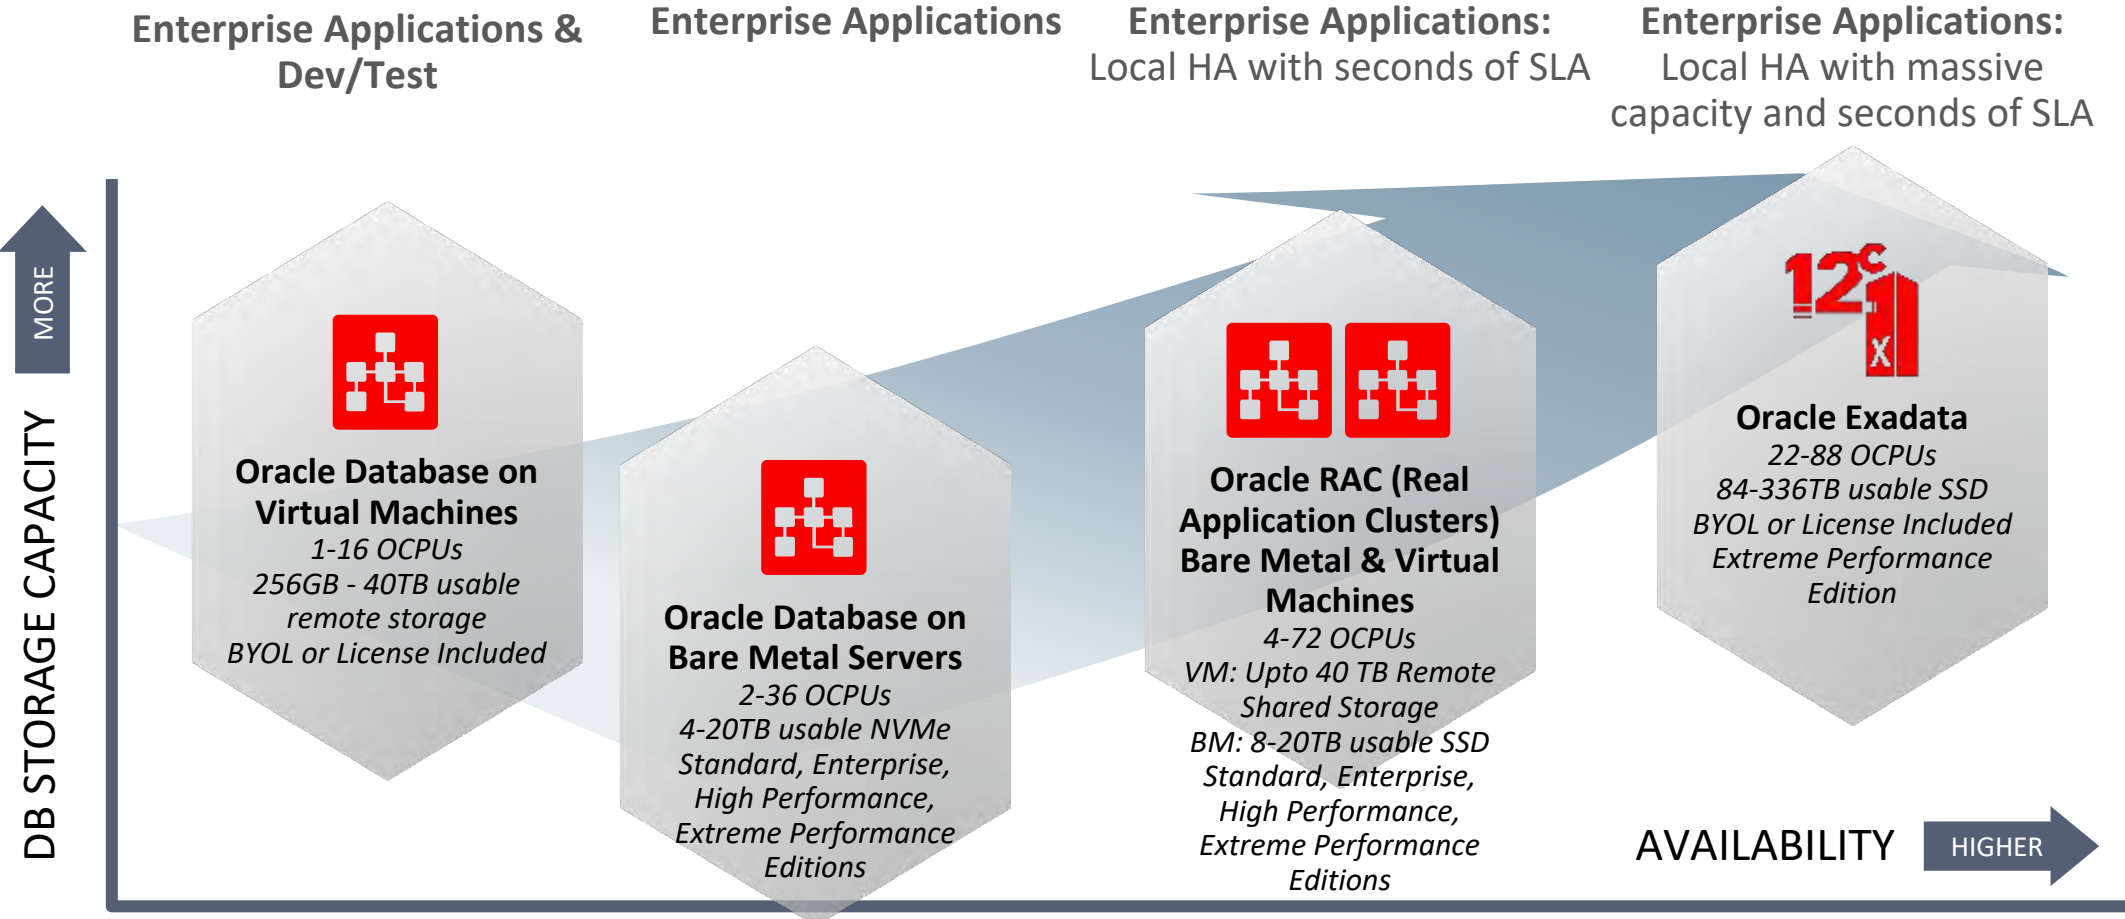 Enterprise Applications &
Dev/Test
Enterprise Applications
Enterprise Applications:
Local HA with seconds of SLA
Enterprise Applications:
Local HA with massive
capacity and seconds of SLA
MORE
DB STORAGE CAPACITY
Oracle Database on
Virtual Machines
1-16 OCPUs
256GB - 40TB usable
remote storage
BYOL or License Included
Oracle Database on
Bare Metal Servers
2-36 OCPUs
4-20TB usable NVMe
Standard, Enterprise,
High Performance,
Extreme Performance
Editions
Oracle RAC (Real
Application Clusters)
Bare Metal & Virtual
Machines
4-72 OCPUs
VM: Upto 40 TB Remote
Shared Storage
BM: 8-20TB usable SSD
Standard, Enterprise,
High Performance,
Extreme Performance
Editions
12c
X
Oracle Exadata
22-88 OCPUs
84-336TB usable SSD
BYOL or License Included
Extreme Performance
Edition
AVAILABILITY
HIGHER